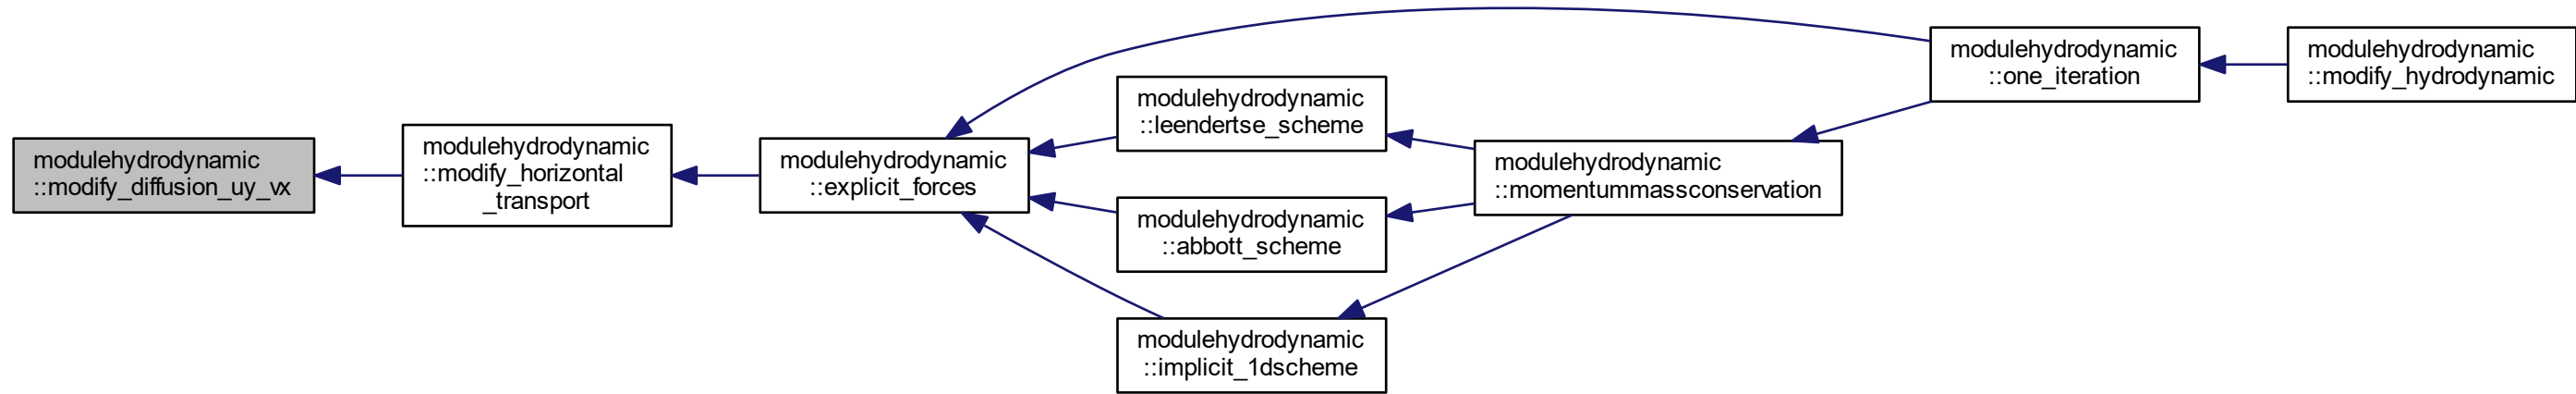 modulehydrodynamic
::modify_diffusion_uy_vx
modulehydrodynamic
::modify_horizontal
_transport
modulehydrodynamic
::explicit_forces
modulehydrodynamic
::leendertse_scheme
modulehydrodynamic
::abbott_scheme
modulehydrodynamic
::implicit_1dscheme
modulehydrodynamic
::momentummassconservation
modulehydrodynamic
::one_iteration
modulehydrodynamic
::modify_hydrodynamic